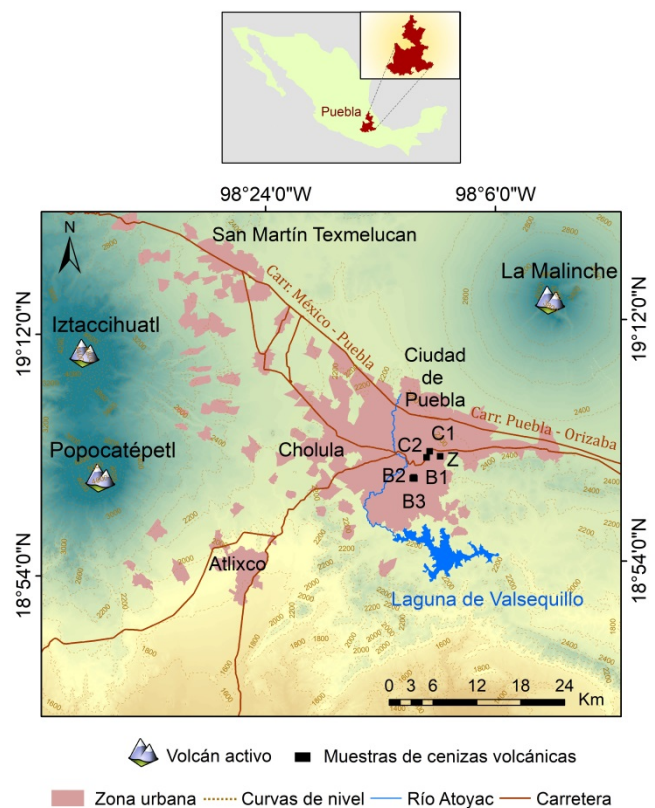 Puebla
98°24'0"W
98°6'0"W
N
San Martín Texmelucan
La Malinche
Carr. México - Puebla
Iztaccihuatl
19°12'0"N
19°12'0"N
Ciudad
de
Puebla
Carr. Puebla - Orizaba
Popocatépetl
Cholula
C2
C1
Z
B2
B1
B3
Atlixco
18°54'0"N
18°54'0"N
Laguna de Valsequillo
0 3 6 12 18 24
Km
Volcán activo
Muestras de cenizas volcánicas
Zona urbana
Curvas de nivel
Río Atoyac
Carretera